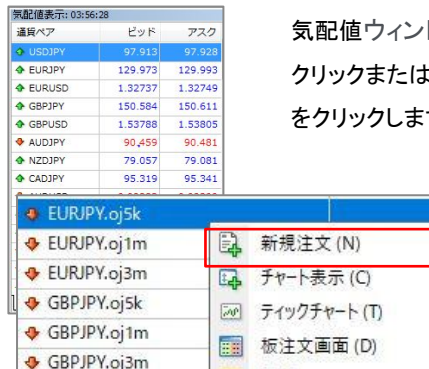 気配値表示: 03:56:28
通貨ペア ビッド アスク
USDJPY 97.913 97.928
EURJPY 129.973 129.993
EURUSD 1.32737 1.32749
GBPJPY 150.584 150.611
GBPUSD 1.53788 1.53805
AUDJPY 90.459 90.481
NZDJPY 79.057 79.081
CADJPY 95.319 95.341
気配値ウィン
クリックまたは
をクリックしま
EURJPY.oj5k
EURJPY.oj1m
EURJPY.oj3m
GBPJPY.oj5k
GBPJPY.oj1m
GBPJPY.oj3m
新規注文 (N)
チャート表示 (C)
ティックチャート (T)
板注文画面 (D)